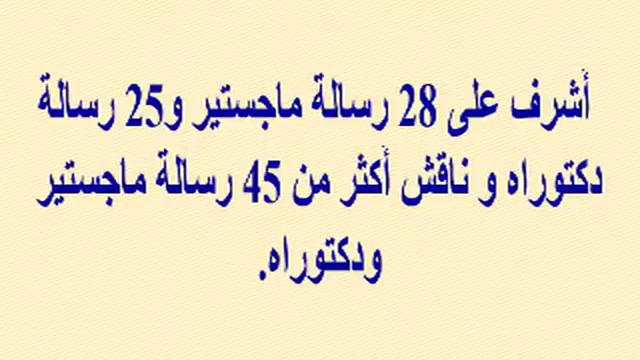 أشرف على 28 رسالة ماجستير و25 رسالة
دكتوراه و ناقش أكثر من 45 رسالة ماجستير
ودكتوراه.